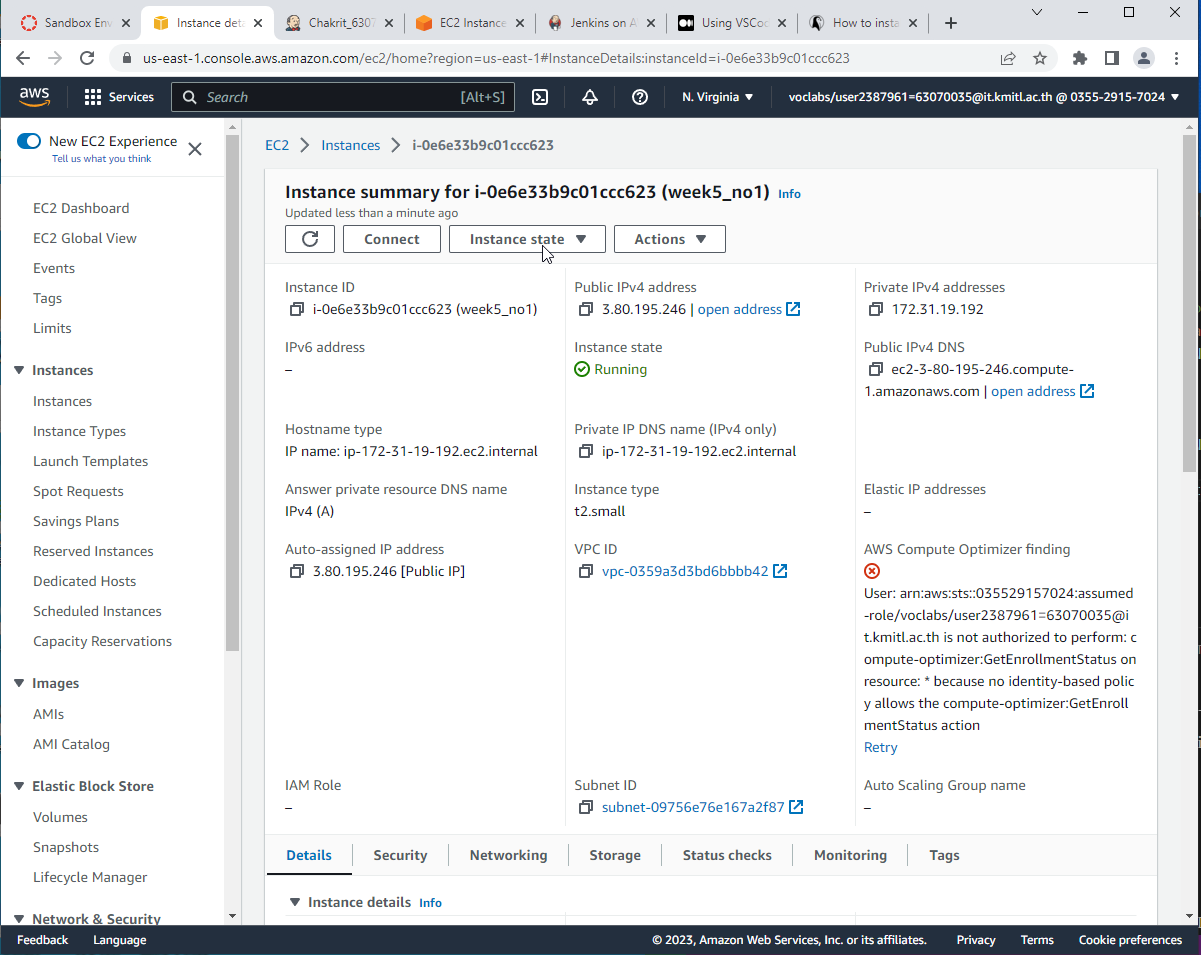 Sandbox Env
Instance deta
Chakrit_6307
EC2 Instance
Jenkins on A
Using VSCo
How to insta
us-east-1.console.aws.amazon.com/ec2/home?region=us-east-1#InstanceDetails:instanceId=i-0e6e33b9c01ccc623
aws
Services
Search
[Alt+S]
N. Virginia
voclabs/user2387961=63070035@it.kmitl.ac.th @ 0355-2915-7024
New EC2 Experience
Tell us what you think
EC2 Dashboard
EC2 Global View
Events
Tags
Limits
Instances
Instances
Instance Types
Launch Templates
Spot Requests
Savings Plans
Reserved Instances
Dedicated Hosts
Scheduled Instances
Capacity Reservations
Images
AMIs
AMI Catalog
Elastic Block Store
Volumes
Snapshots
Lifecycle Manager
Network & Security
EC2
Instances
i-0e6e33b9c01ccc623
Instance summary for i-0e6e33b9c01ccc623 (week5_no1) Info
Updated less than a minute ago
Connect
Instance state
Actions
Instance ID
i-0e6e33b9c01ccc623 (week5_no1)
Public IPv4 address
3.80.195.246 | open address
Private IPv4 addresses
172.31.19.192
IPv6 address
–
Instance state
Running
Public IPv4 DNS
ec2-3-80-195-246.compute-
1.amazonaws.com | open address
Hostname type
IP name: ip-172-31-19-192.ec2.internal
Private IP DNS name (IPv4 only)
ip-172-31-19-192.ec2.internal
Answer private resource DNS name
IPv4 (A)
Instance type
t2.small
Elastic IP addresses
–
Auto-assigned IP address
3.80.195.246 [Public IP]
VPC ID
vpc-0359a3d3bd6bbbb42
AWS Compute Optimizer finding
User: arn:aws:sts::035529157024:assumed
-role/voclabs/user2387961=63070035@i
t.kmitl.ac.th is not authorized to perform: c
ompute-optimizer:GetEnrollmentStatus on
resource: * because no identity-based polic
y allows the compute-optimizer:GetEnroll
mentStatus action
Retry
IAM Role
–
Subnet ID
subnet-09756e76e167a2f87
Auto Scaling Group name
–
Details
Security
Networking
Storage
Status checks
Monitoring
Tags
Instance details Info
Feedback
Language
© 2023, Amazon Web Services, Inc. or its affiliates.
Privacy
Terms
Cookie preferences